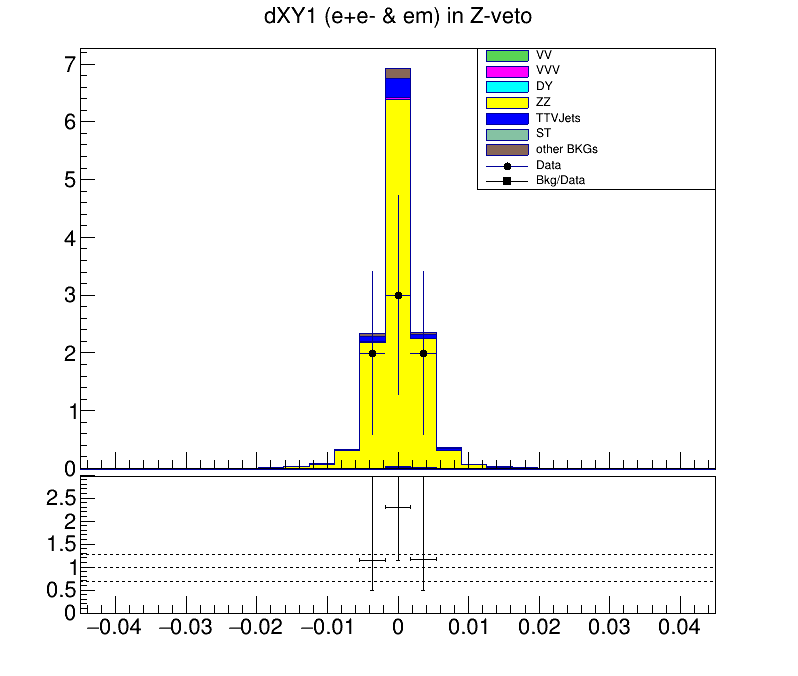 dXY1 (e+e- & em) in Z-veto
7
6
5
4
3
2
1
0
VV
VVV
DY
ZZ
TTVJets
ST
other BKGs
Data
Bkg/Data
2.5
2
1.5
1
0.5
0
−0.04 −0.03 −0.02 −0.01 0 0.01 0.02 0.03 0.04